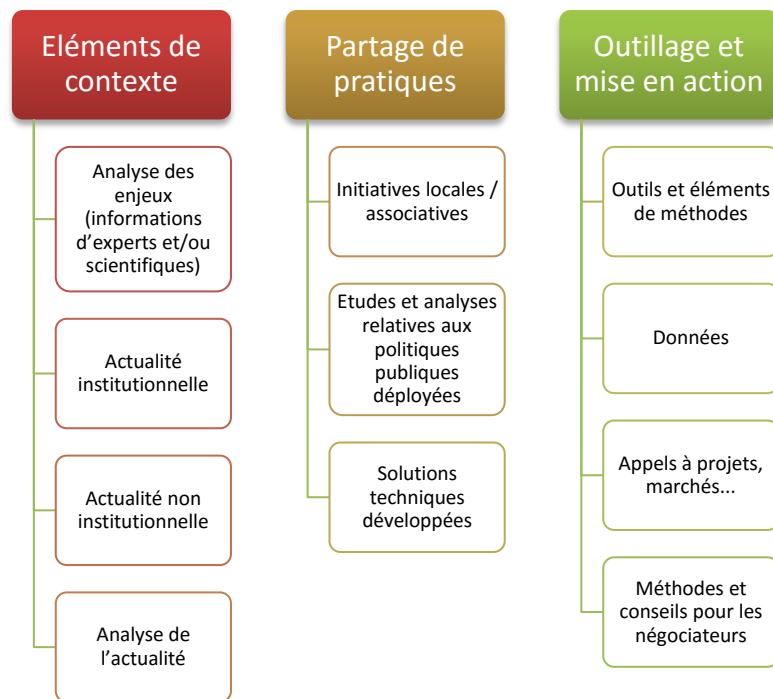 Eléments de
contexte
Analyse des
enjeux
(informations
d'experts et/ou
scientifiques)
Actualité
institutionnelle
Actualité non
institutionnelle
Analyse de
l'actualité
Partage de
pratiques
Initiatives locales /
associatives
Etudes et analyses
relatives aux
politiques
publiques
déployées
Solutions
techniques
développées
Outillage et
mise en action
Outils et éléments
de méthodes
Données
Appels à projets,
marchés...
Méthodes et
conseils pour les
négociateurs